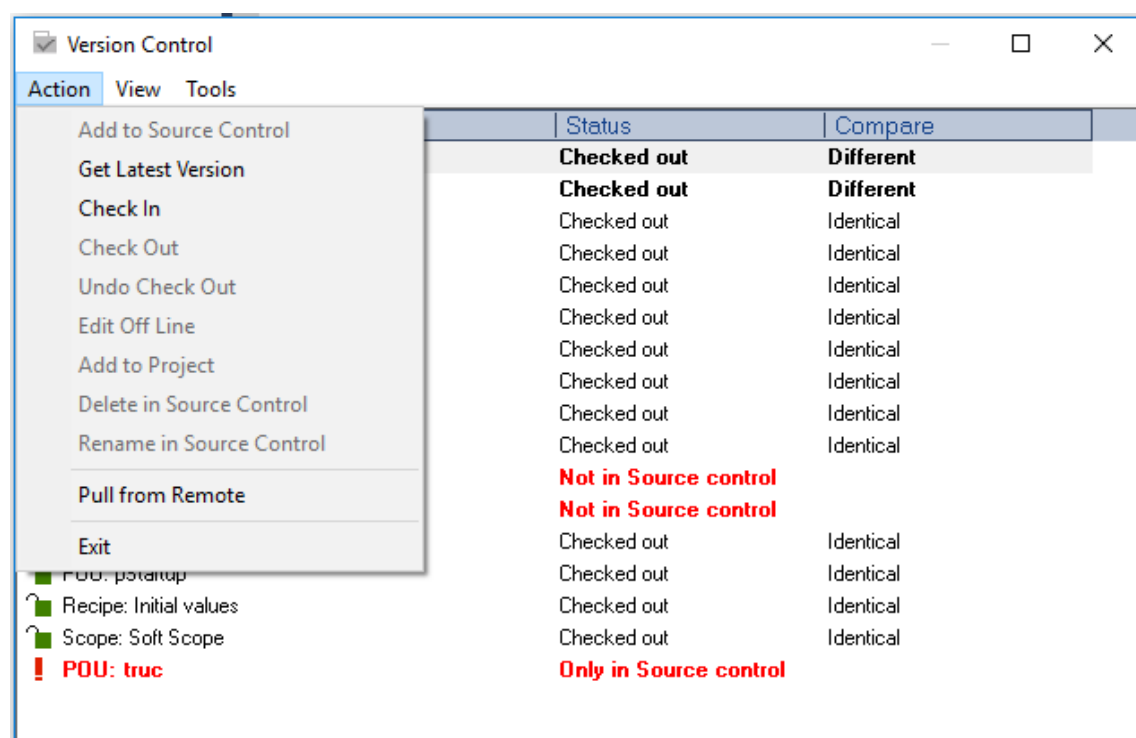 Version Control
Action View Tools
Add to Source Control
Get Latest Version
Check In
Check Out
Undo Check Out
Edit Off Line
Add to Project
Delete in Source Control
Rename in Source Control
Pull from Remote
Exit
Status Compare
Checked out Different
Checked out Different
Checked out Identical
Checked out Identical
Checked out Identical
Checked out Identical
Checked out Identical
Checked out Identical
Checked out Identical
Checked out Identical
Not in Source control
Not in Source control
Checked out Identical
POU: pStartup Checked out Identical
Recipe: Initial values Checked out Identical
Scope: Soft Scope Checked out Identical
POU: truc Only in Source control